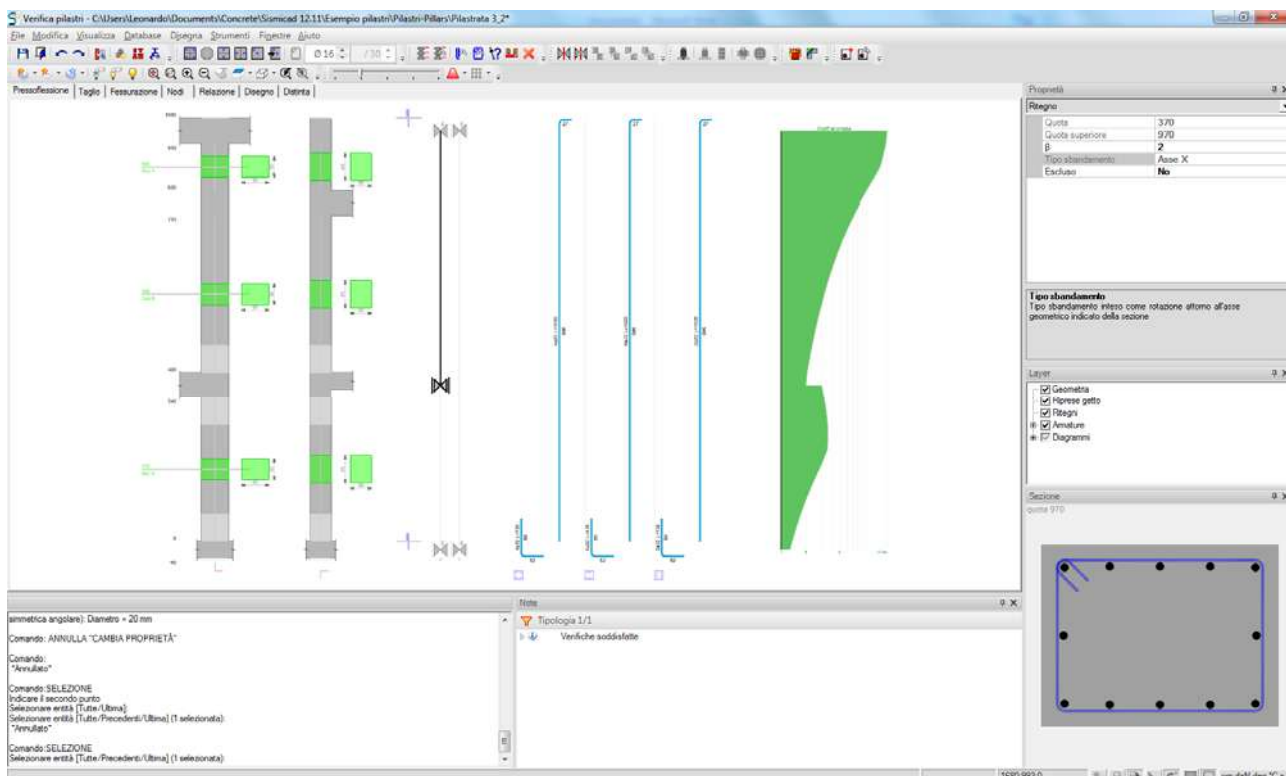 Verifica pilastri - C:\Users\Leonardo\Documents\Concrete\Sismicad 12.11\Esempio pilastri\Pilastri-Pillars\Pilastrata 3_2*
File Modifica Visualizza Database Disegna Strumenti Finestre Aiuto
Ø16 /30
Pressoflessione Taglio Fessurazione Nodi Relazione Disegno Distinta
Proprietà
Ritegno
Quota 370
Quota superiore 970
β 2
Tipo sbandamento Asse X
Escluso No
Tipo sbandamento
Tipo sbandamento inteso come rotazione attorno all'asse
geometrico indicato della sezione
Layer
Geometria
Riprese getto
Ritegni
Armature
Diagrammi
Sezione
quota 970
simmetrica angolare): Diametro = 20 mm
Comando: ANNULLA "CAMBIA PROPRIETÀ"
Comando:
"Annullato"
Comando:SELEZIONE
Indicare il secondo punto
Selezionare entità [Tutte/Ultima]:
Selezionare entità [Tutte/Precedenti/Ultima] (1 selezionata):
"Annullato"
Comando:SELEZIONE
Selezionare entità [Tutte/Precedenti/Ultima] (1 selezionata):
Note
Tipologia 1/1
Verifiche soddisfatte